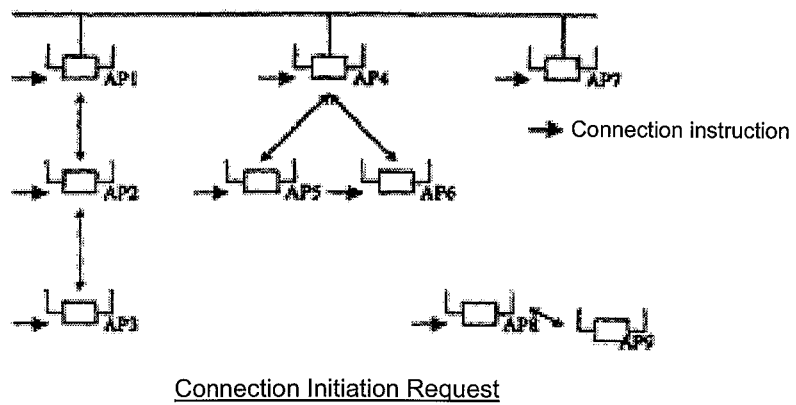 AP1
AP4
AP7
Connection instruction
AP2
AP5
AP6
AP3
AP8
AP9
Connection Initiation Request